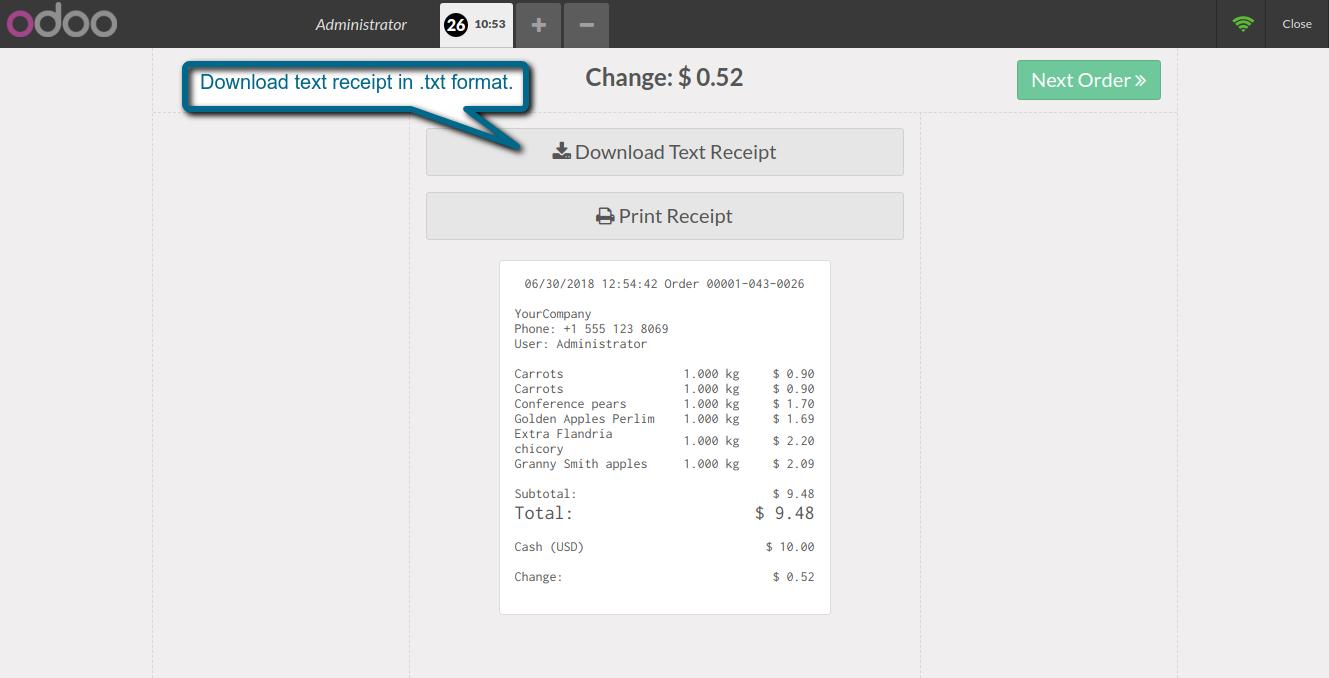 odoo
Administrator
26 10:53
Close
Download text receipt in .txt format.
Change: $ 0.52
Next Order
Download Text Receipt
Print Receipt
06/30/2018 12:54:42 Order 00001-043-0026
YourCompany
Phone: +1 555 123 8069
User: Administrator
Carrots 1.000 kg $ 0.90
Carrots 1.000 kg $ 0.90
Conference pears 1.000 kg $ 1.70
Golden Apples Perlim 1.000 kg $ 1.69
Extra Flandria
chicory 1.000 kg $ 2.20
Granny Smith apples 1.000 kg $ 2.09
Subtotal: $ 9.48
Total: $ 9.48
Cash (USD) $ 10.00
Change: $ 0.52